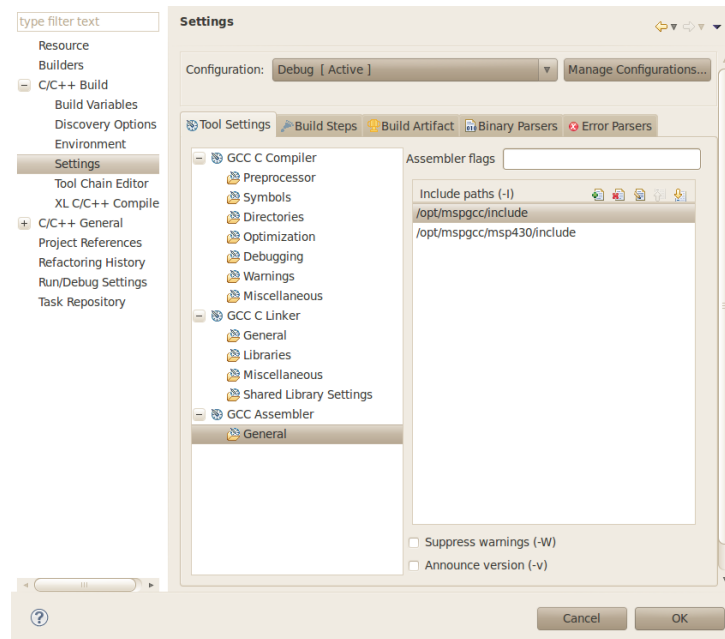 type filter text
Resource
Builders
C/C++ Build
Build Variables
Discovery Options
Environment
Settings
Tool Chain Editor
XL C/C++ Compile
C/C++ General
Project References
Refactoring History
Run/Debug Settings
Task Repository
Settings
Configuration: Debug [ Active ] Manage Configurations...
Tool Settings Build Steps Build Artifact Binary Parsers Error Parsers
GCC C Compiler
Preprocessor
Symbols
Directories
Optimization
Debugging
Warnings
Miscellaneous
GCC C Linker
General
Libraries
Miscellaneous
Shared Library Settings
GCC Assembler
General
Assembler flags
Include paths (-I)
/opt/mspgcc/include
/opt/mspgcc/msp430/include
Suppress warnings (-W)
Announce version (-v)
Cancel OK